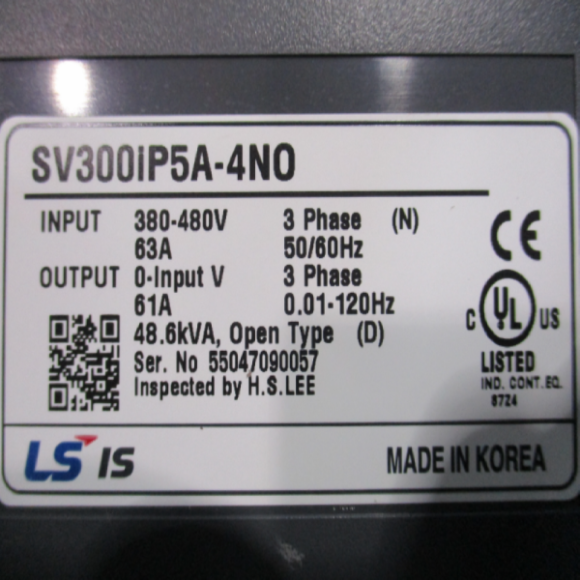 SV300iP5A-4NO
INPUT 380-480V 3 Phase (N)
63A 50/60Hz
OUTPUT 0-Input V 3 Phase
61A 0.01-120Hz
48.6kVA, Open Type (D)
Ser. No 55047090057
Inspected by H.S.LEE
CE
C UL US
LISTED
IND. CONT. EQ.
87Z4
LS IS
MADE IN KOREA